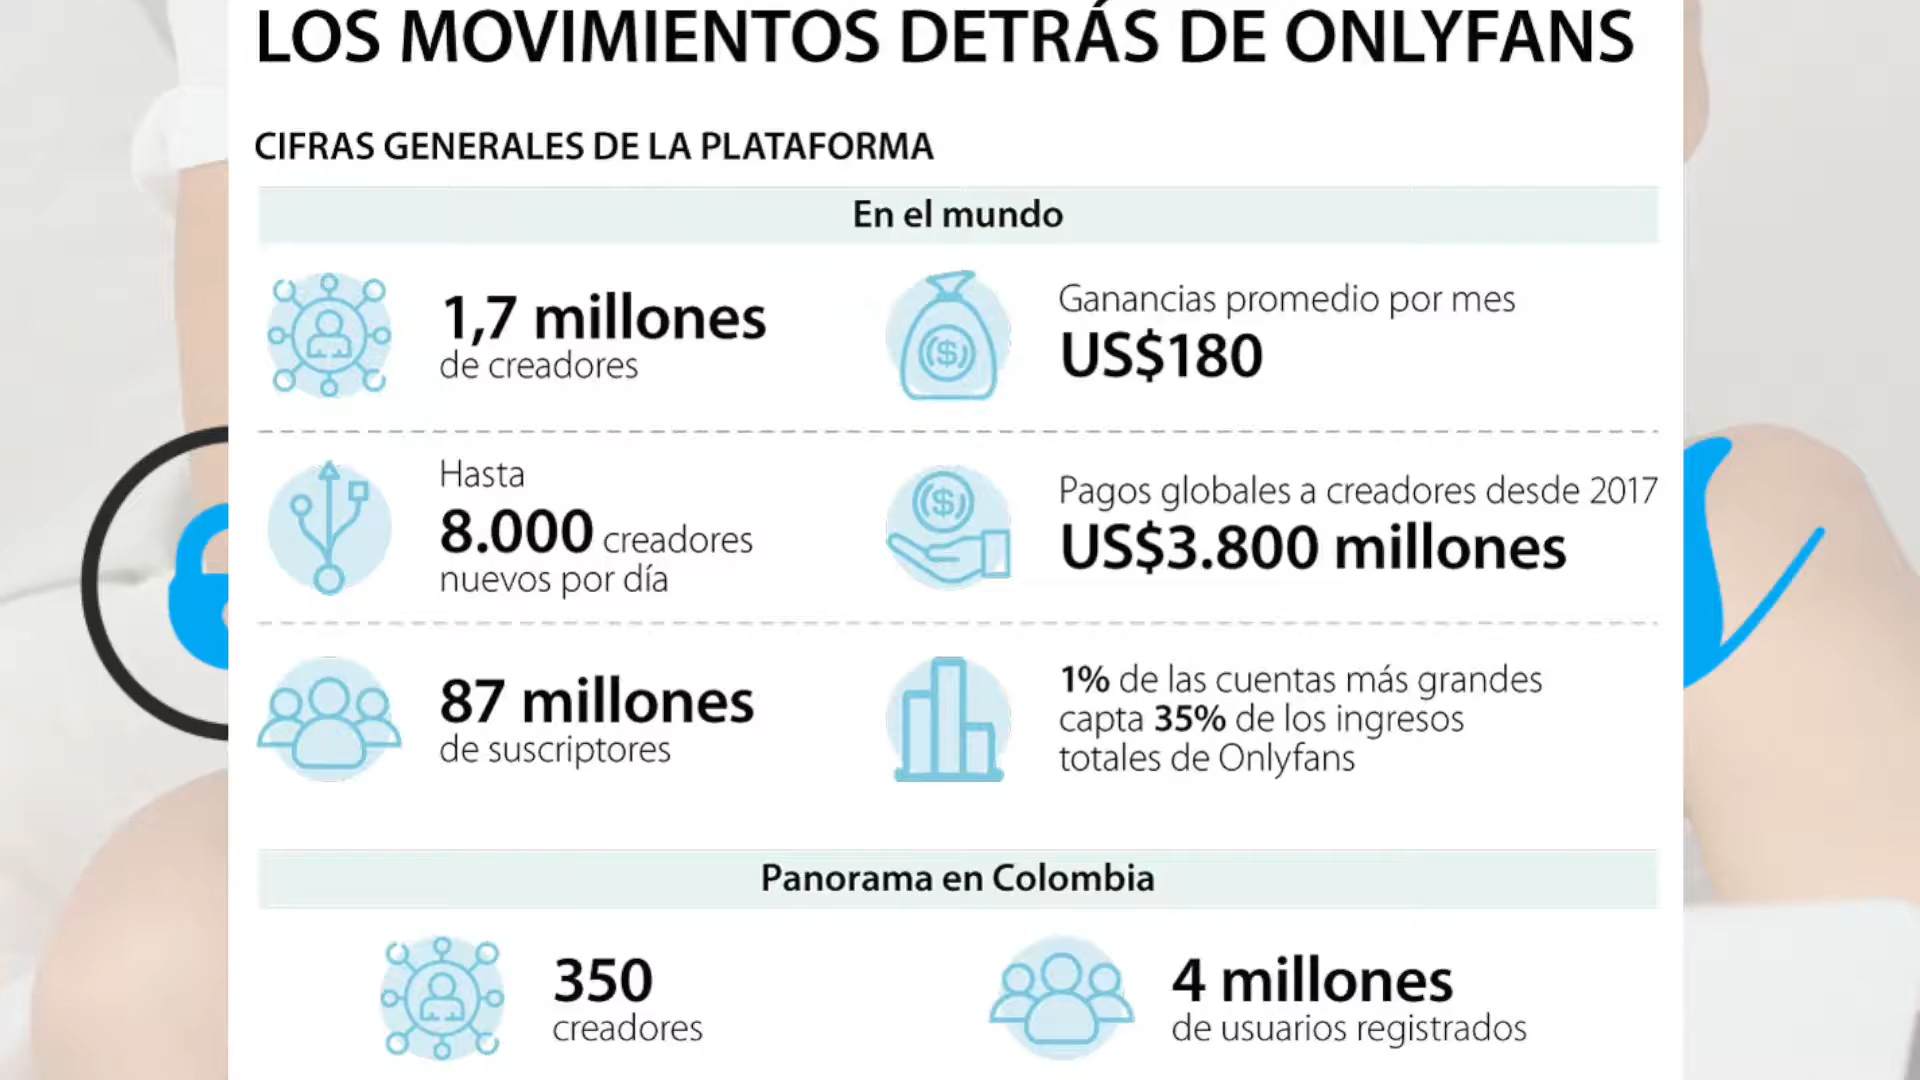 LOS MOVIMIENTOS DETRÁS DE ONLYFANS
CIFRAS GENERALES DE LA PLATAFORMA
En el mundo
1,7 millones
de creadores
Ganancias promedio por mes
US$180
Hasta
8.000 creadores
nuevos por día
Pagos globales a creadores desde 2017
US$3.800 millones
87 millones
de suscriptores
1% de las cuentas más grandes
capta 35% de los ingresos
totales de Onlyfans
Panorama en Colombia
350
creadores
4 millones
de usuarios registrados